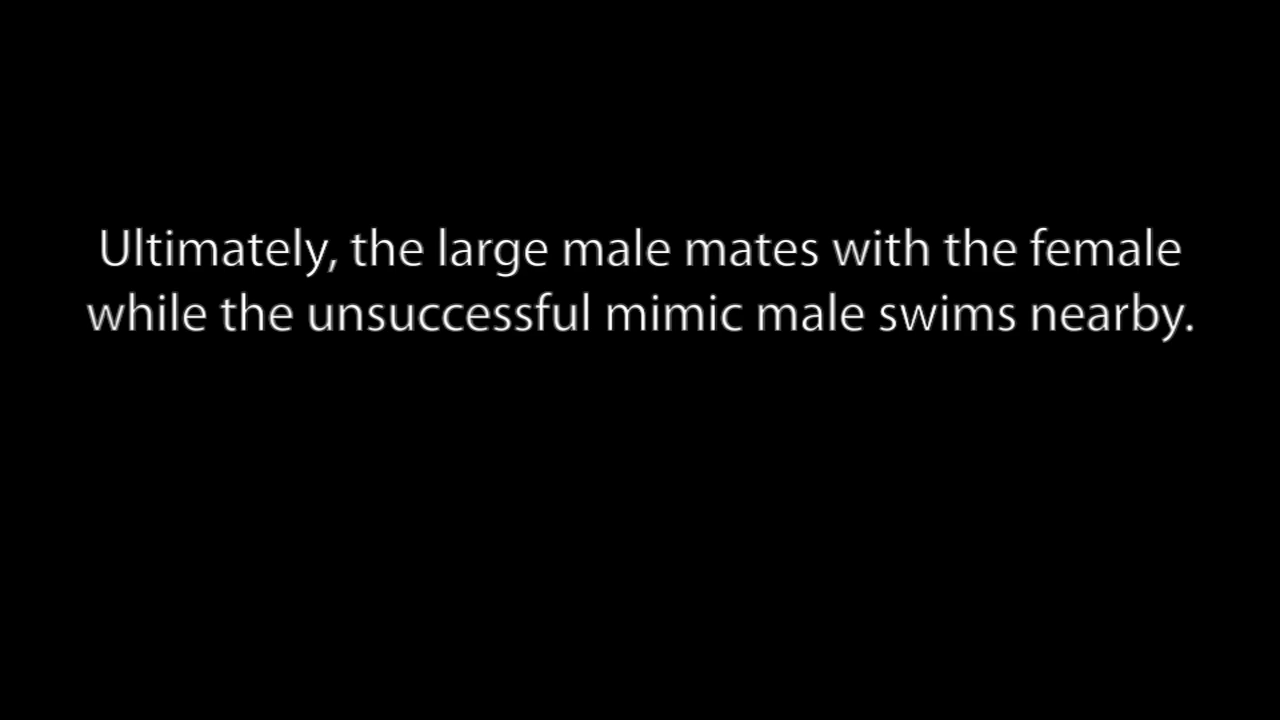 Ultimately, the large male mates with the female
while the unsuccessful mimic male swims nearby.